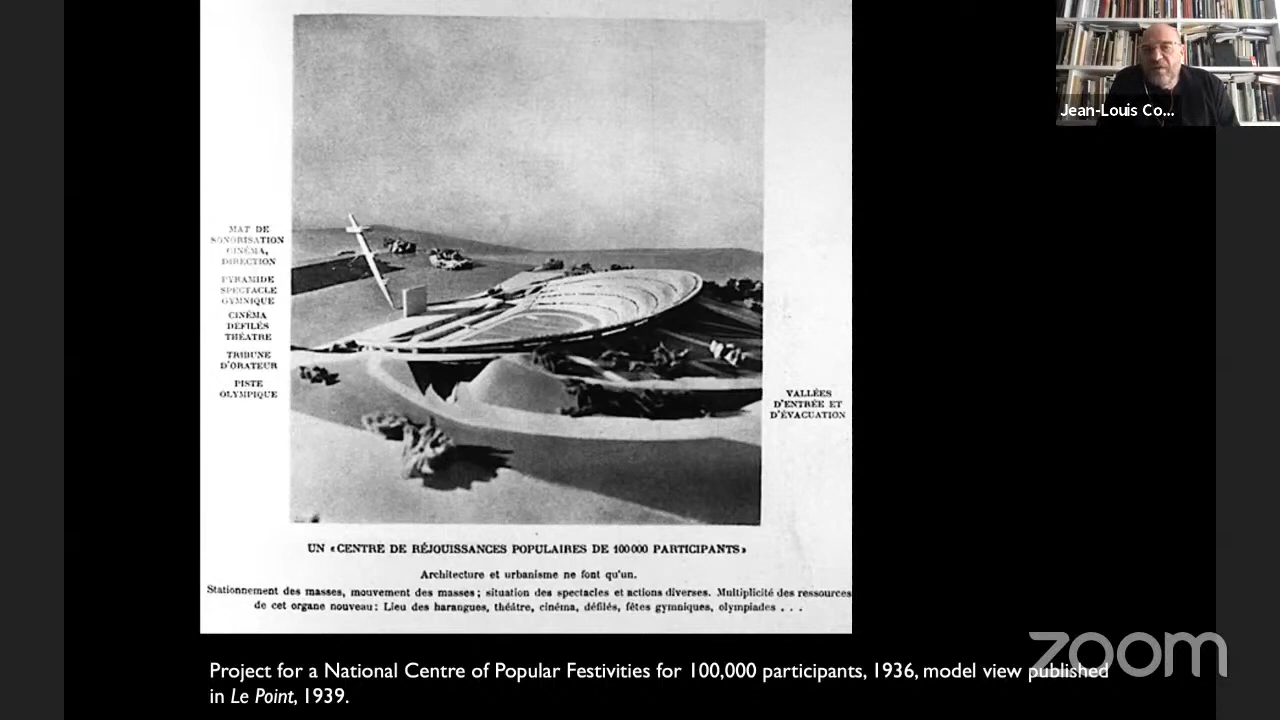 Jean-Louis Co...
MAT DE
SONORISATION
CINÉMA,
DIRECTION
PYRAMIDE
SPECTACLE
GYMNIQUE
CINÉMA
DÉFILÉS
THÉATRE
TRIBUNE
D'ORATEUR
PISTE
OLYMPIQUE
VALLÉES
D'ENTRÉE ET
D'ÉVACUATION
UN «CENTRE DE RÉJOUISSANCES POPULAIRES DE 100 000 PARTICIPANTS»
Architecture et urbanisme ne font qu'un.
Stationnement des masses, mouvement des masses; situation des spectacles et actions diverses. Multiplicité des ressources
de cet organe nouveau: Lieu des harangues, théâtre, cinéma, défilés, fêtes gymniques, olympiades . . .
Project for a National Centre of Popular Festivities for 100,000 participants, 1936, model view published
in Le Point, 1939.
zoom